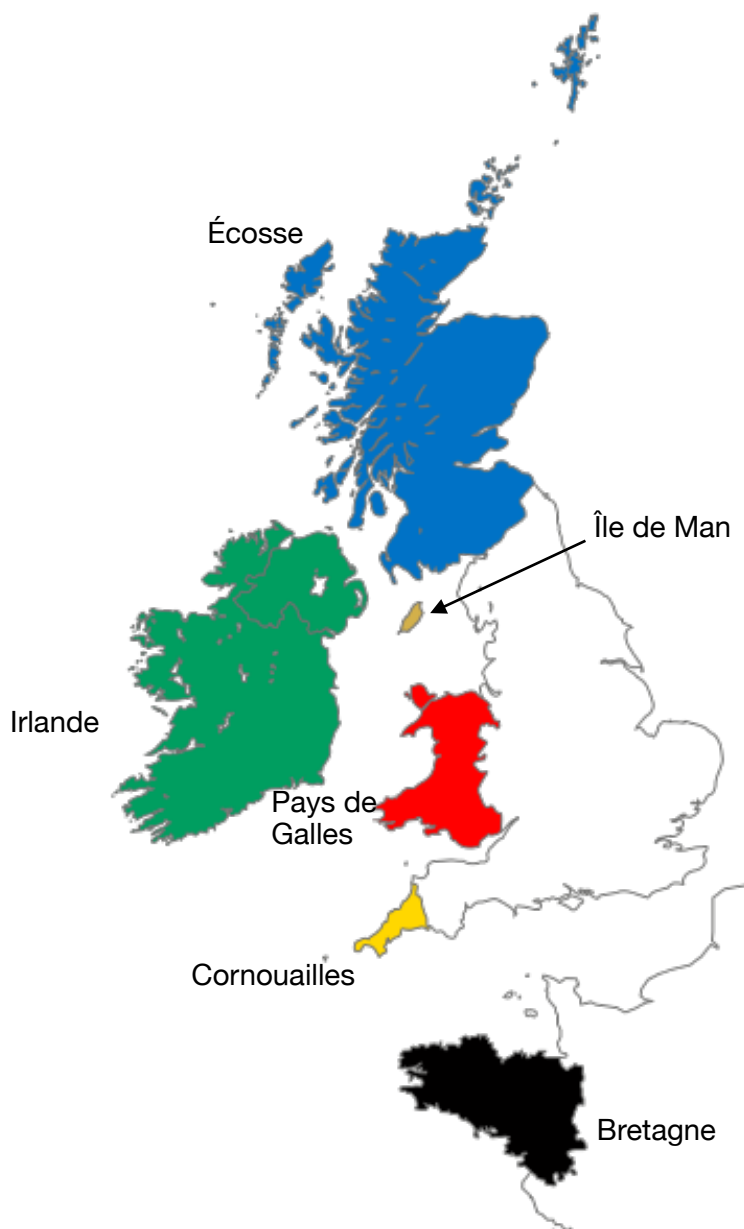 Écosse
Île de Man
Irlande
Pays de
Galles
Cornouailles
Bretagne